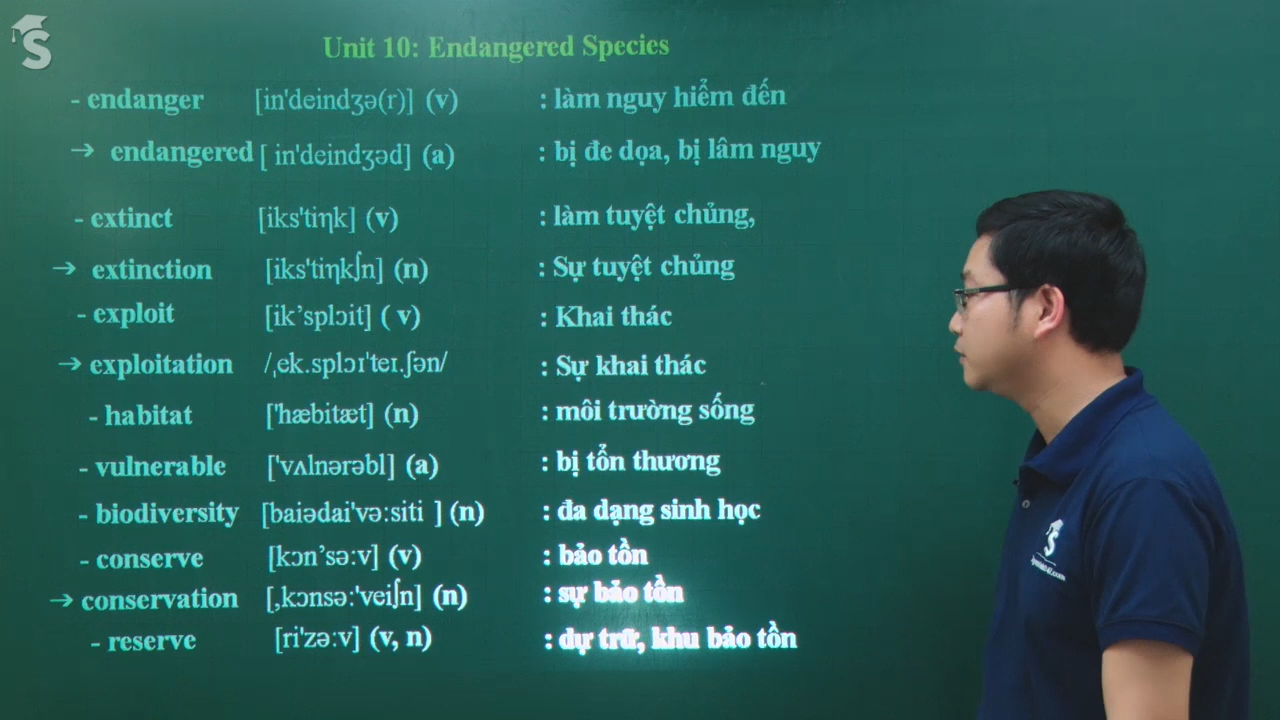 S
Unit 10: Endangered Species
- endanger [in'deindʒə(r)] (v) : làm nguy hiểm đến
→ endangered [ in'deindʒəd] (a) : bị đe dọa, bị lâm nguy
- extinct [iks'tiηk] (v) : làm tuyệt chủng,
→ extinction [iks'tiηk∫n] (n) : Sự tuyệt chủng
- exploit [ik’splɔit] ( v) : Khai thác
→ exploitation /ˌek.splɔɪ'teɪ.ʃən/ : Sự khai thác
- habitat ['hæbitæt] (n) : môi trường sống
- vulnerable ['vʌlnərəbl] (a) : bị tổn thương
- biodiversity [baiədai'və:siti ] (n) : đa dạng sinh học
- conserve [kɔn’sə:v] (v) : bảo tồn
→ conservation [,kɔnsə:'vei∫n] (n) : sự bảo tồn
- reserve [ri'zə:v] (v, n) : dự trữ, khu bảo tồn
S